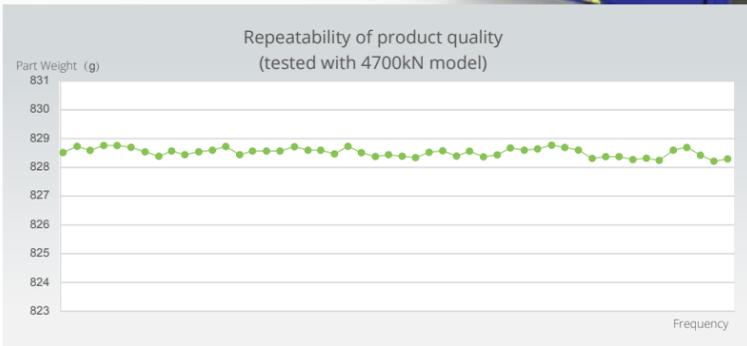 Repeatability of product quality
(tested with 4700kN model)
Part Weight（g）
831
830
829
828
827
826
825
824
823
Frequency